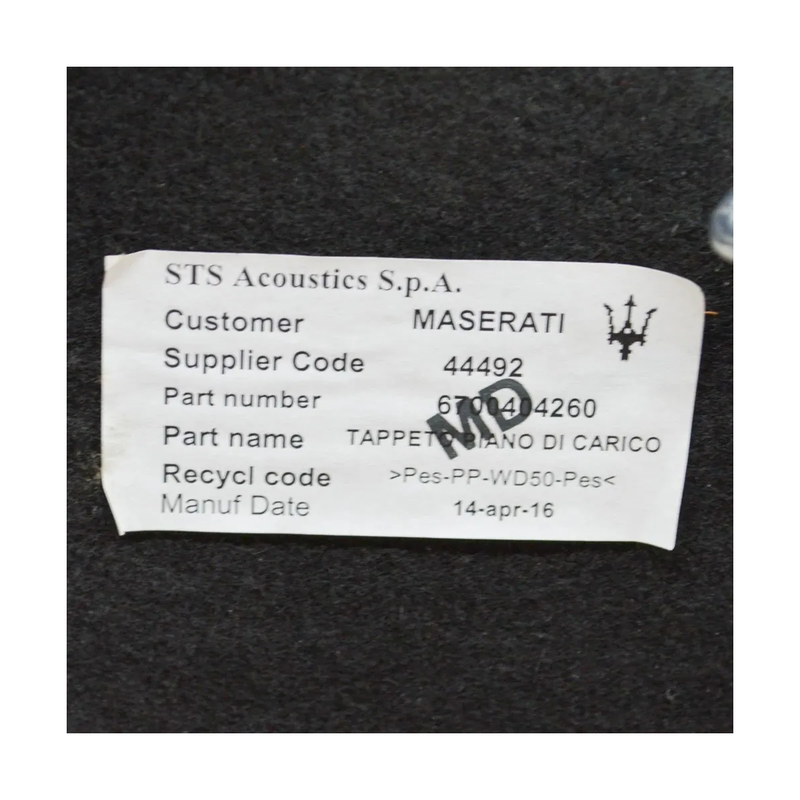 STS Acoustics S.p.A.
Customer MASERATI
Supplier Code 44492
Part number 6700404260
Part name TAPPETO PIANO DI CARICO
Recycl code >Pes-PP-WD50-Pes<
Manuf Date 14-apr-16
MD